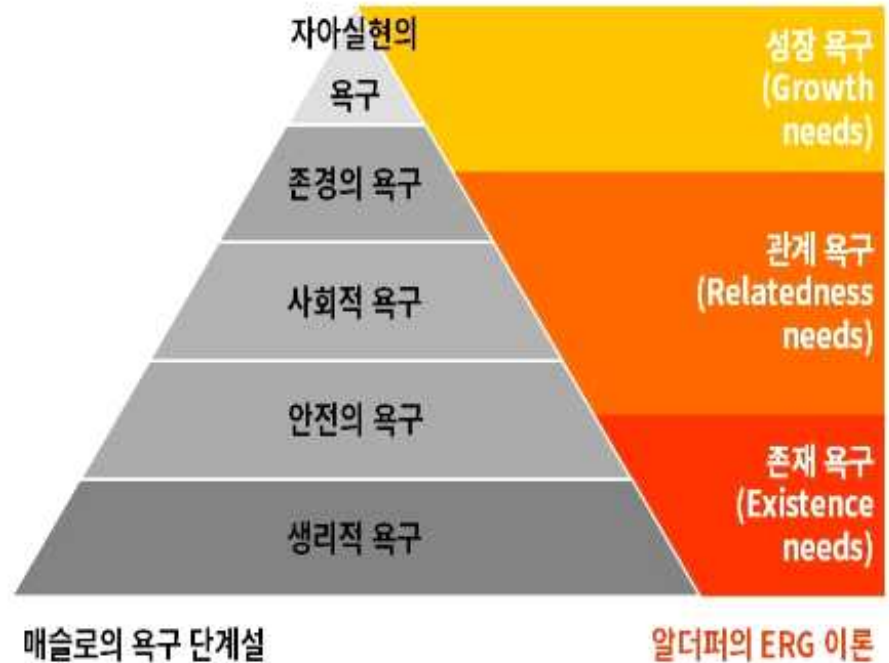 자아실현의
욕구
존경의 욕구
사회적 욕구
안전의 욕구
생리적 욕구
성장 욕구
(Growth
needs)
관계 욕구
(Relatedness
needs)
존재 욕구
(Existence
needs)
매슬로의 욕구 단계설
알더퍼의 ERG 이론